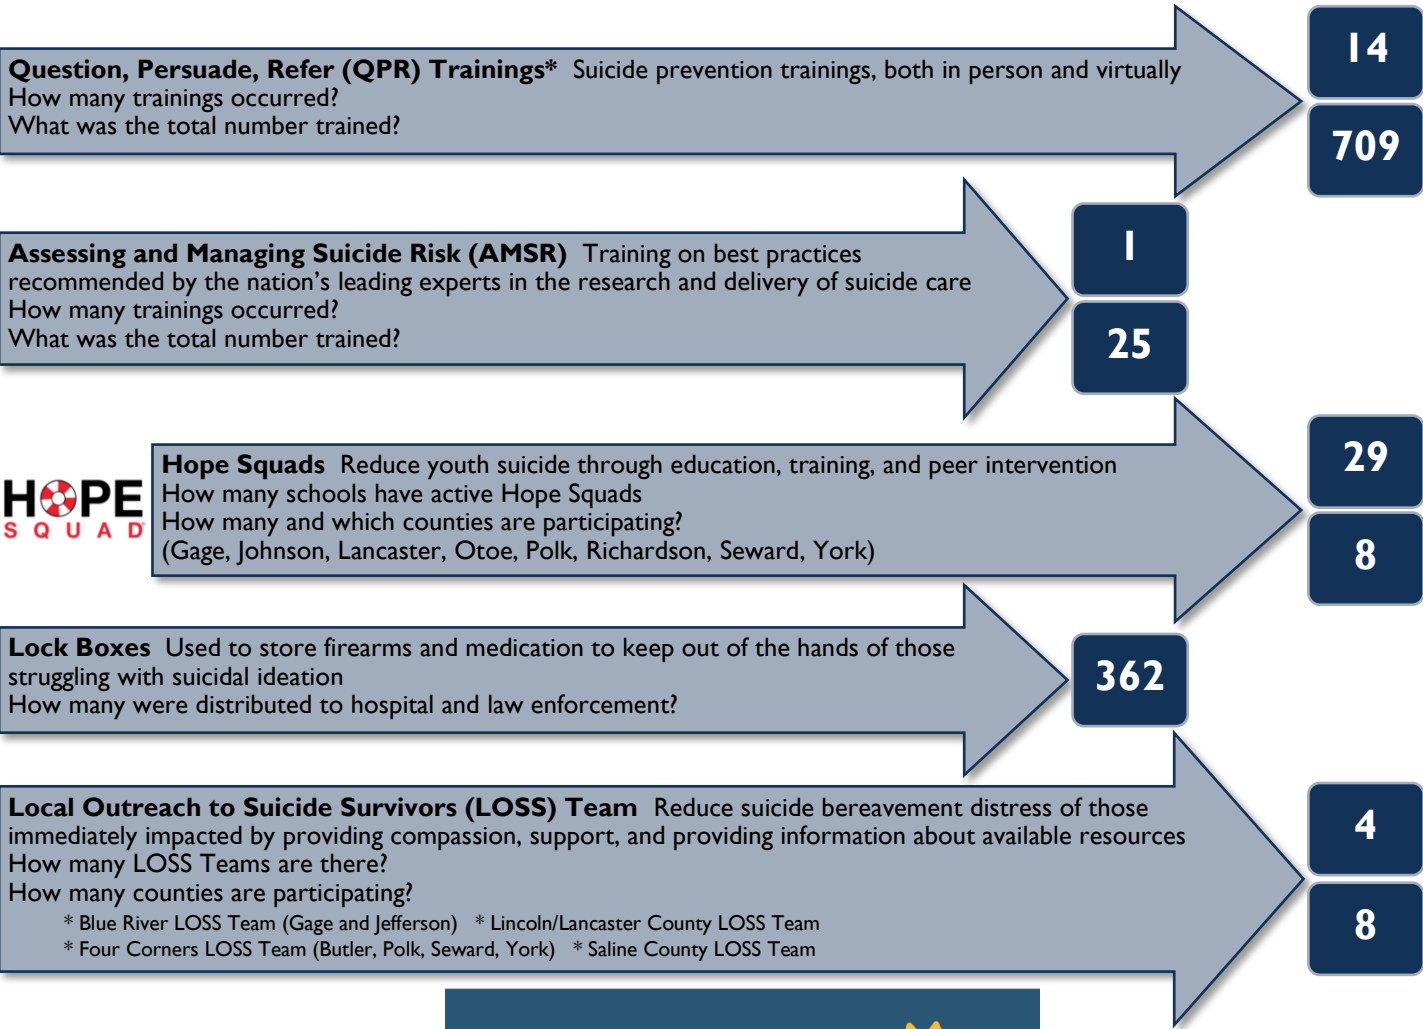 Question, Persuade, Refer (QPR) Trainings* Suicide prevention trainings, both in person and virtually
How many trainings occurred?
What was the total number trained?
14
709
Assessing and Managing Suicide Risk (AMSR) Training on best practices
recommended by the nation's leading experts in the research and delivery of suicide care
How many trainings occurred?
What was the total number trained?
1
25
HOPE
SQUAD
Hope Squads Reduce youth suicide through education, training, and peer intervention
How many schools have active Hope Squads
How many and which counties are participating?
(Gage, Johnson, Lancaster, Otoe, Polk, Richardson, Seward, York)
29
8
Lock Boxes Used to store firearms and medication to keep out of the hands of those
struggling with suicidal ideation
How many were distributed to hospital and law enforcement?
362
Local Outreach to Suicide Survivors (LOSS) Team Reduce suicide bereavement distress of those
immediately impacted by providing compassion, support, and providing information about available resources
How many LOSS Teams are there?
How many counties are participating?
* Blue River LOSS Team (Gage and Jefferson) * Lincoln/Lancaster County LOSS Team
* Four Corners LOSS Team (Butler, Polk, Seward, York) * Saline County LOSS Team
4
8